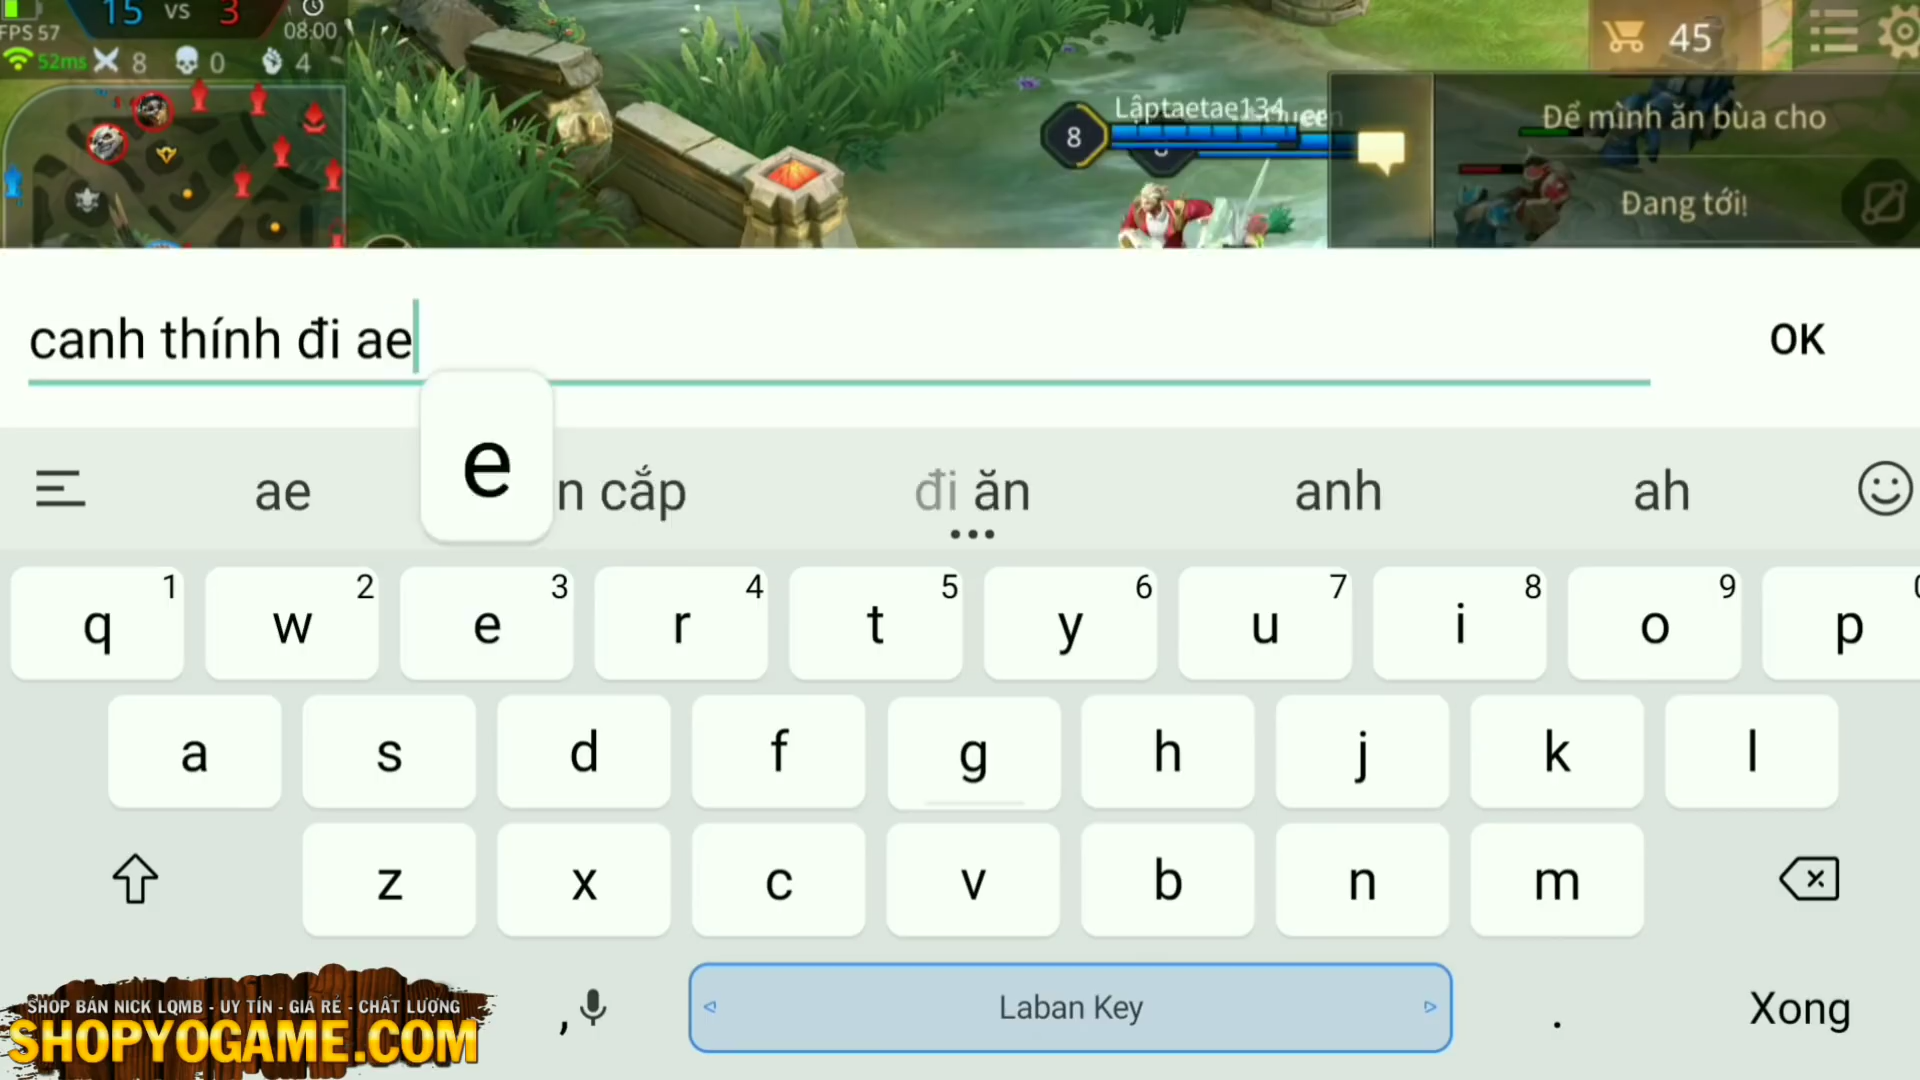 15 vs 3
08:00
FPS 57
52ms 8 0 4
45
Lâptaetae134
8
Để mình ăn bùa cho
Đang tới!
canh thính đi ae
OK
e
ae n cắp đi ăn anh ah
1 2 3 4 5 6 7 8 9
q w e r t y u i o p
a s d f g h j k l
z x c v b n m
, Laban Key . Xong
SHOP BÁN NICK LQMB - UY TÍN - GIÁ RẺ - CHẤT LƯỢNG
SHOPYOGAME.COM